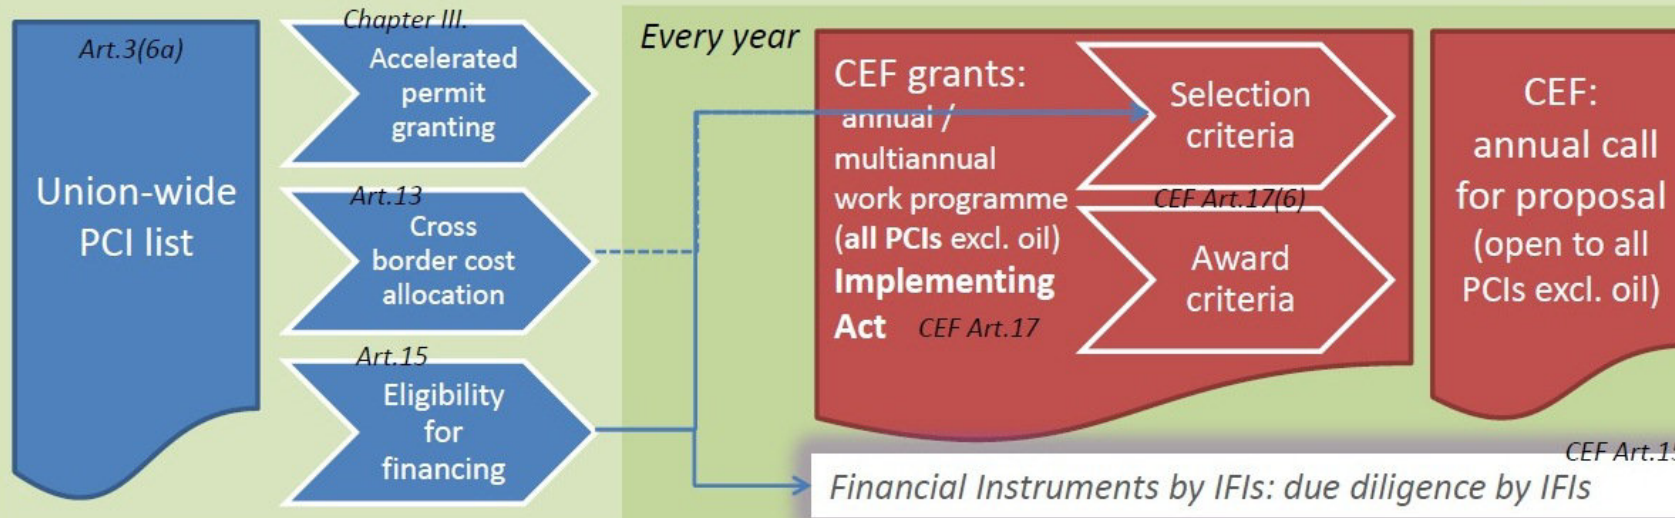 Art.3(6a)
Union-wide
PCI list
Chapter III.
Accelerated
permit
granting
Art.13
Cross
border cost
allocation
Art.15
Eligibility
for
financing
Every year
CEF grants:
annual /
multiannual
work programme
(all PCIs excl. oil)
Implementing
Act CEF Art.17
Selection
criteria
CEF Art.17(6)
Award
criteria
CEF:
annual call
for proposal
(open to all
PCIs excl. oil)
CEF Art.15
Financial Instruments by IFIs: due diligence by IFIs